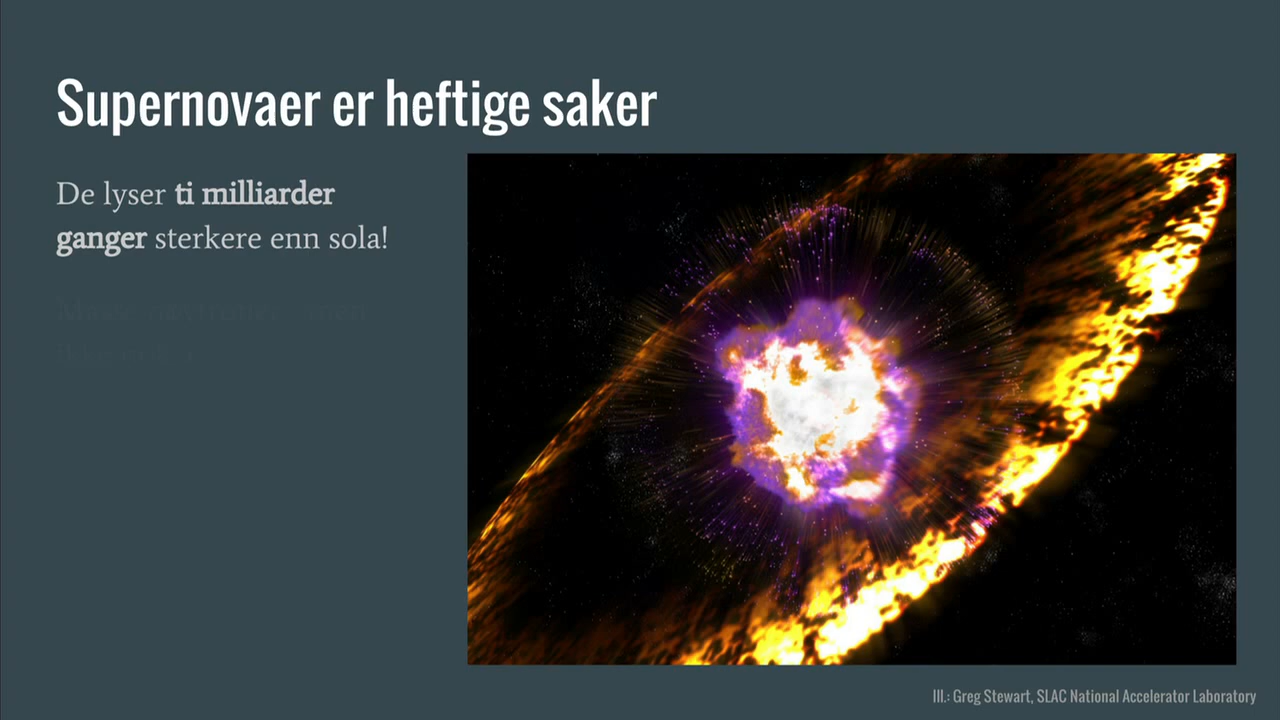 Supernovaer er heftige saker
De lyser ti milliarder
ganger sterkere enn sola!
Ill.: Greg Stewart, SLAC National Accelerator Laboratory